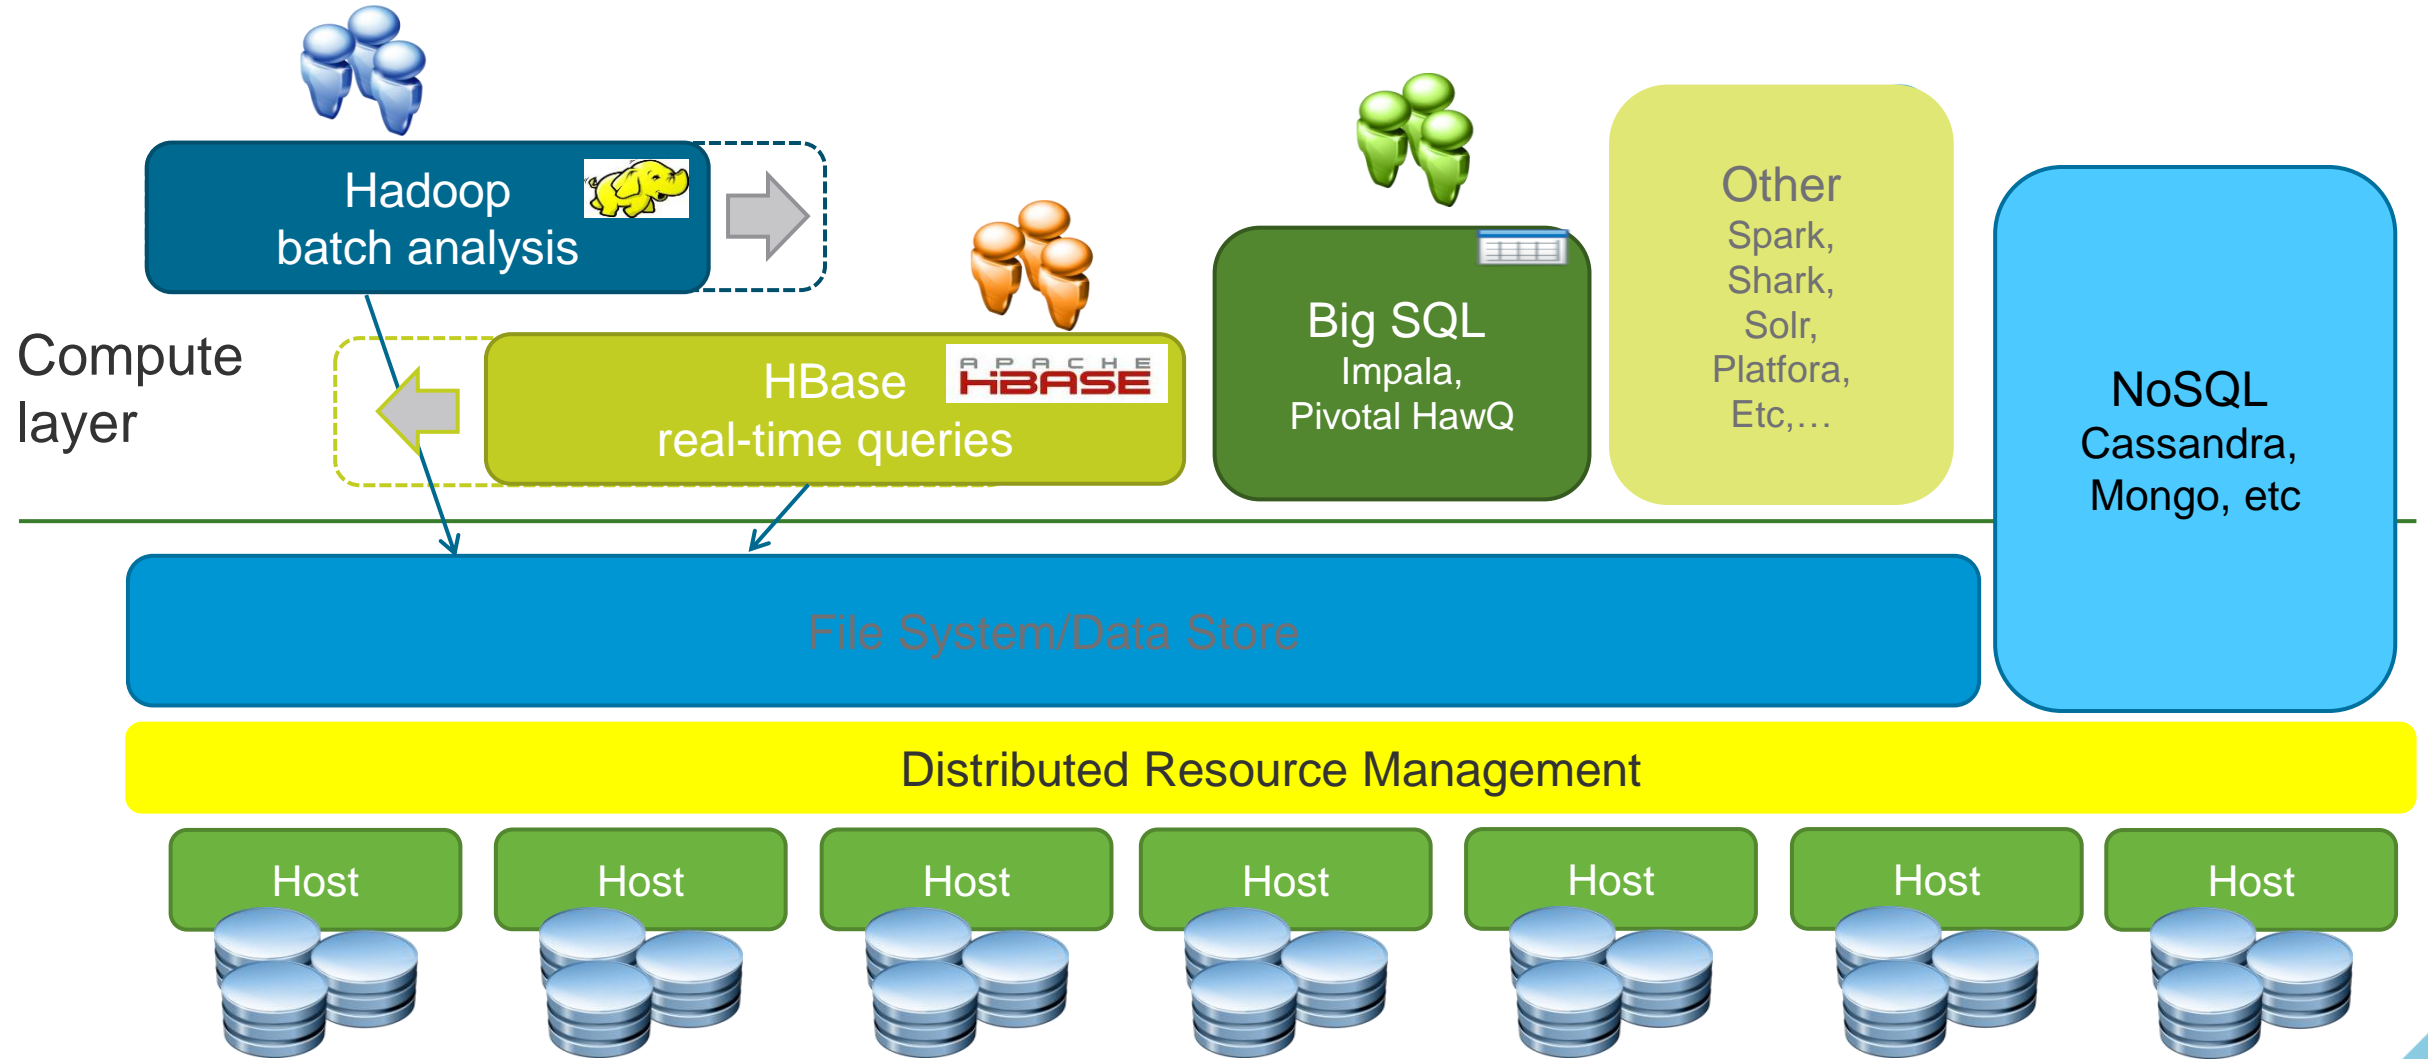 Hadoop
batch analysis
Compute
layer
HBase
real-time queries
APACHE
HBASE
Big SQL
Impala,
Pivotal HawQ
Other
Spark,
Shark,
Solr,
Platfora,
Etc,…
NoSQL
Cassandra,
Mongo, etc
File System/Data Store
Distributed Resource Management
Host
Host
Host
Host
Host
Host
Host